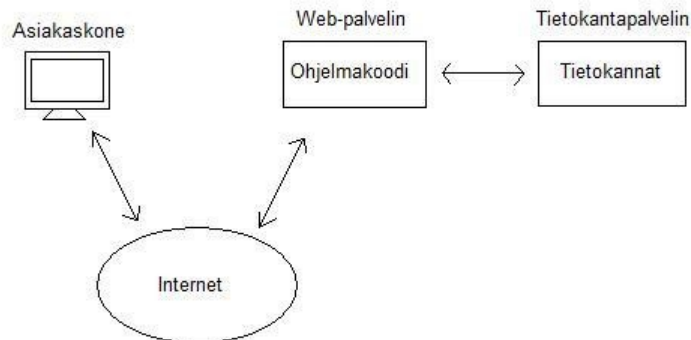 Asiakaskone
Web-palvelin
Tietokantapalvelin
Ohjelmakoodi
Tietokannat
Internet